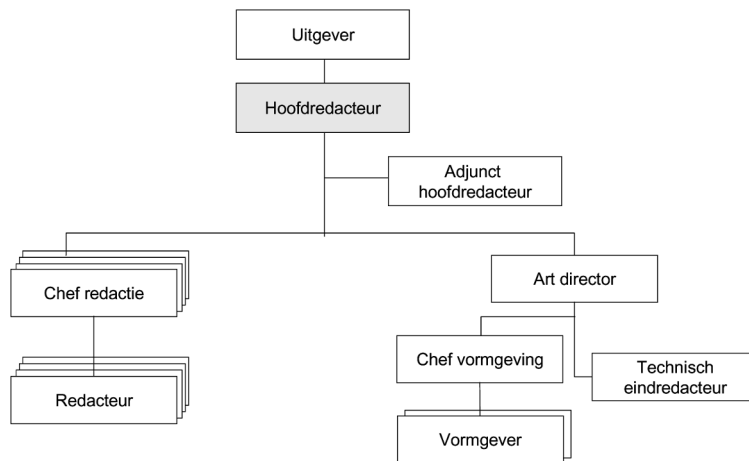 Uitgever
Hoofdredacteur
Adjunct
hoofdredacteur
Chef redactie
Art director
Chef vormgeving
Technisch
eindredacteur
Redacteur
Vormgever